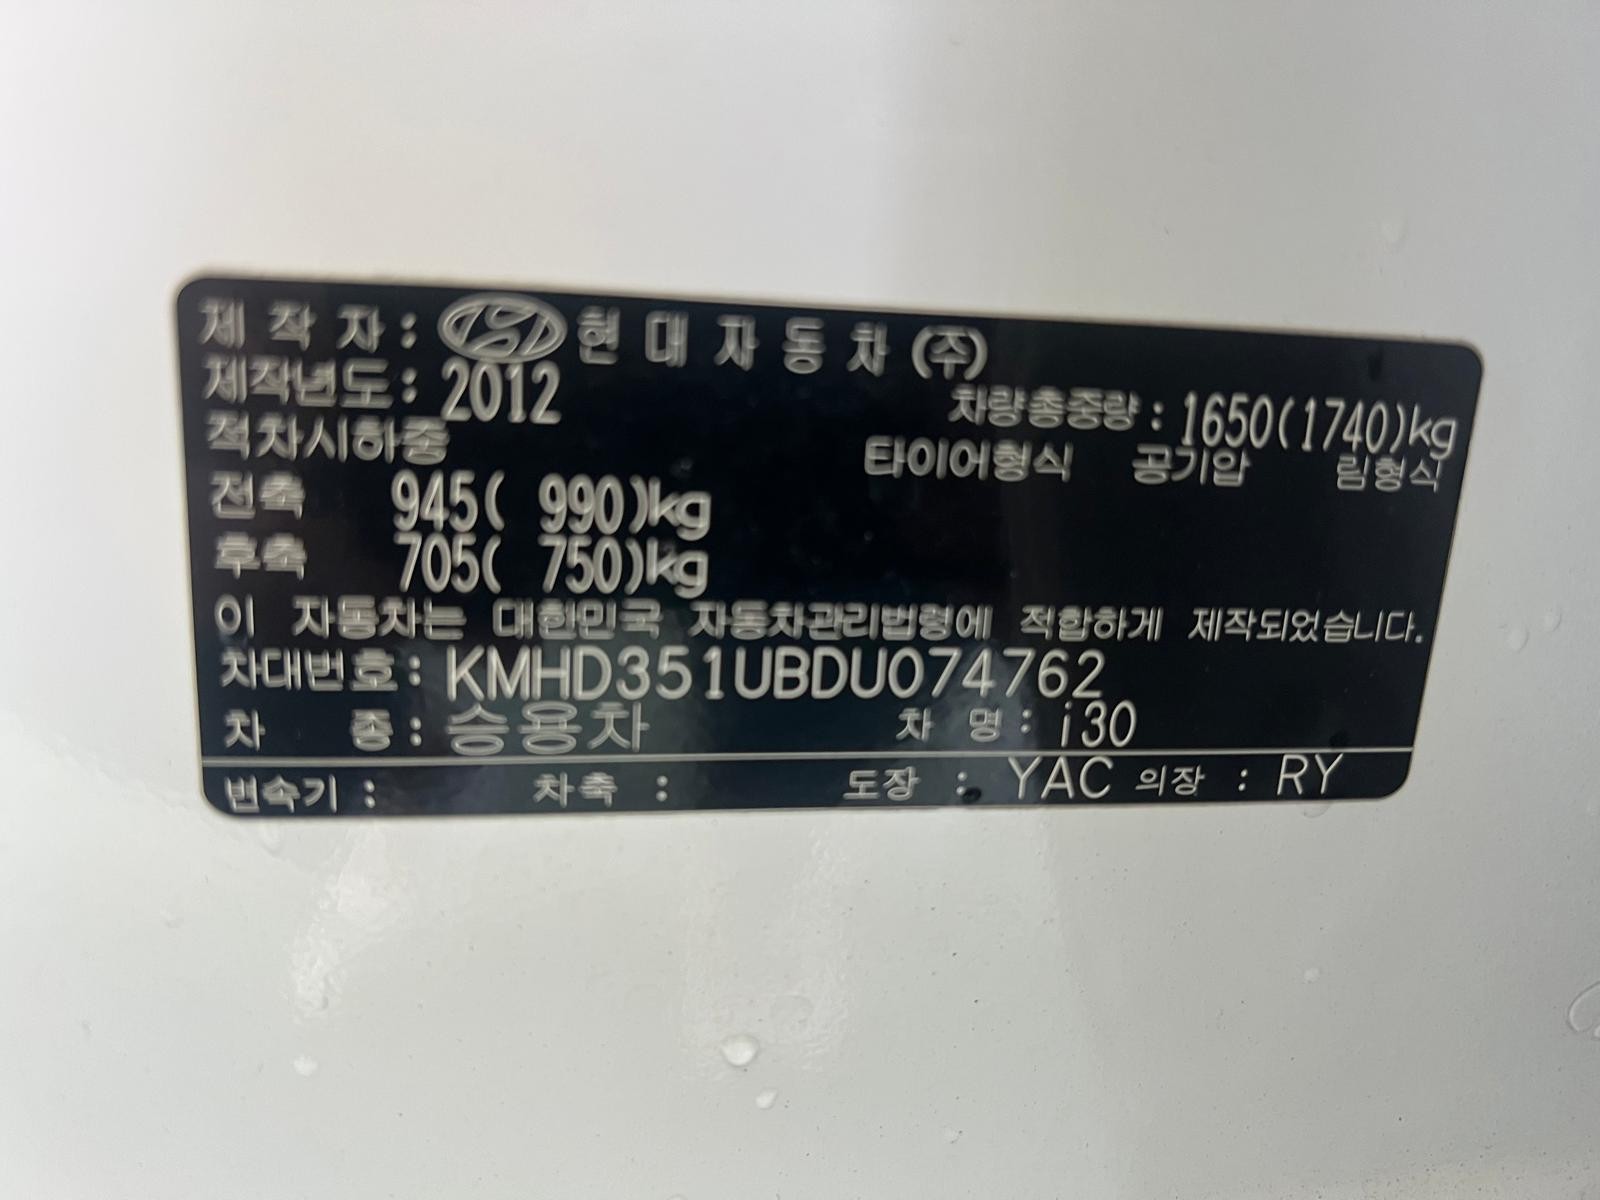 제 작 자 : 현 대 자 동 차 (주)
제작년도 : 2012 차량총중량 : 1650(1740)kg
적차시하중 타이어형식 공기압 림형식
전축 945( 990)kg
후축 705( 750)kg
이 자동차는 대한민국 자동차관리법령에 적합하게 제작되었습니다.
차대번호 : KMHD351UBDU074762
차 종 : 승용차 차 명 : i30
변속기 : 차축 : 도장 : YAC 의장 : RY